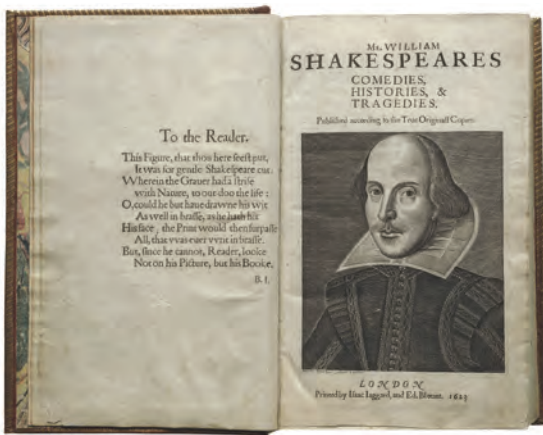 To the Reader.
This Figure, that thou here seest put,
It was for gentle Shakespeare cut:
Wherein the Grauer had a strife
with Nature, to out-doo the life :
O, could he but haue drawne his wit
As well in brasse, as he hath hit
His face ; the Print would then surpasse
All, that vvas euer vvrit in brasse.
But, since he cannot, Reader, looke
Not on his Picture, but his Booke.
B. I.
Mr. WILLIAM
SHAKESPEARES
COMEDIES,
HISTORIES, &
TRAGEDIES.
Published according to the True Originall Copies.
LONDON
Printed by Isaac Iaggard, and Ed. Blount. 1623